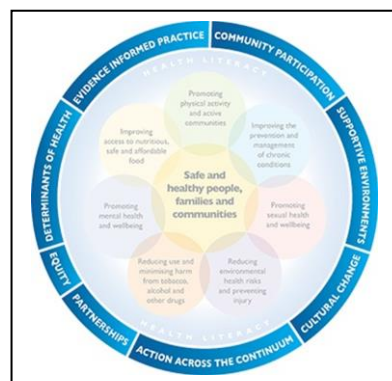 EVIDENCE INFORMED PRACTICE
COMMUNITY PARTICIPATION
SUPPORTIVE ENVIRONMENTS
CULTURAL CHANGE
ACTION ACROSS THE CONTINUUM
PARTNERSHIPS
EQUITY
DETERMINANTS OF HEALTH
HEALTH LITERACY
Promoting
physical activity
and active
communities
Improving the
prevention and
management
of chronic
conditions
Promoting
sexual health
and wellbeing
Reducing
environmental
health risks
and preventing
injury
Reducing use and
minimising harm
from tobacco,
alcohol and
other drugs
Promoting
mental health
and wellbeing
Improving
access to nutritious,
safe and affordable
food
Safe and
healthy people,
families and
communities
HEALTH LITERACY